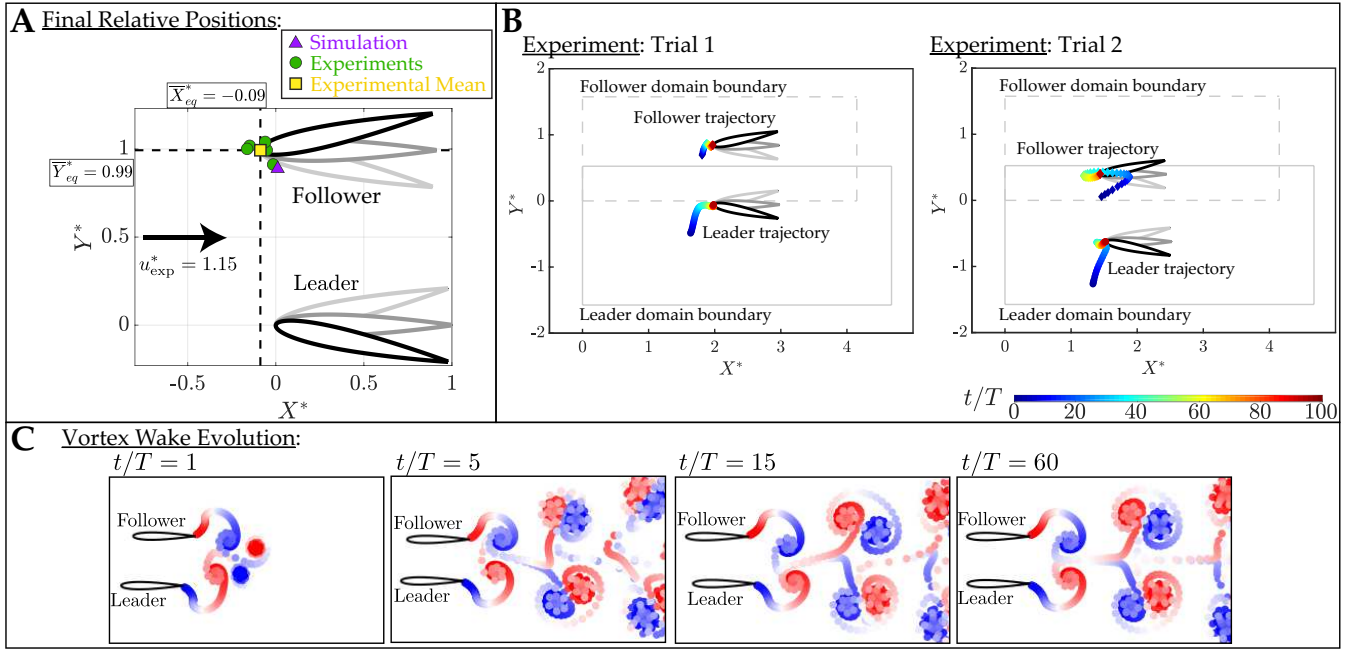 A Final Relative Positions:
Simulation
Experiments
Experimental Mean
X̅*eq = −0.09
Y̅*eq = 0.99
1
0.5
0
Y*
u*exp = 1.15
Follower
Leader
-0.5 0 0.5 1
X*
B
Experiment: Trial 1
2
1
0
-1
-2
Y*
Follower domain boundary
Follower trajectory
Leader trajectory
Leader domain boundary
0 1 2 3 4
X*
Experiment: Trial 2
2
1
0
-1
-2
Y*
Follower domain boundary
Follower trajectory
Leader trajectory
Leader domain boundary
0 1 2 3 4
X*
t/T
0 20 40 60 80 100
C Vortex Wake Evolution:
t/T = 1
Follower
Leader
t/T = 5
Follower
Leader
t/T = 15
Follower
Leader
t/T = 60
Follower
Leader